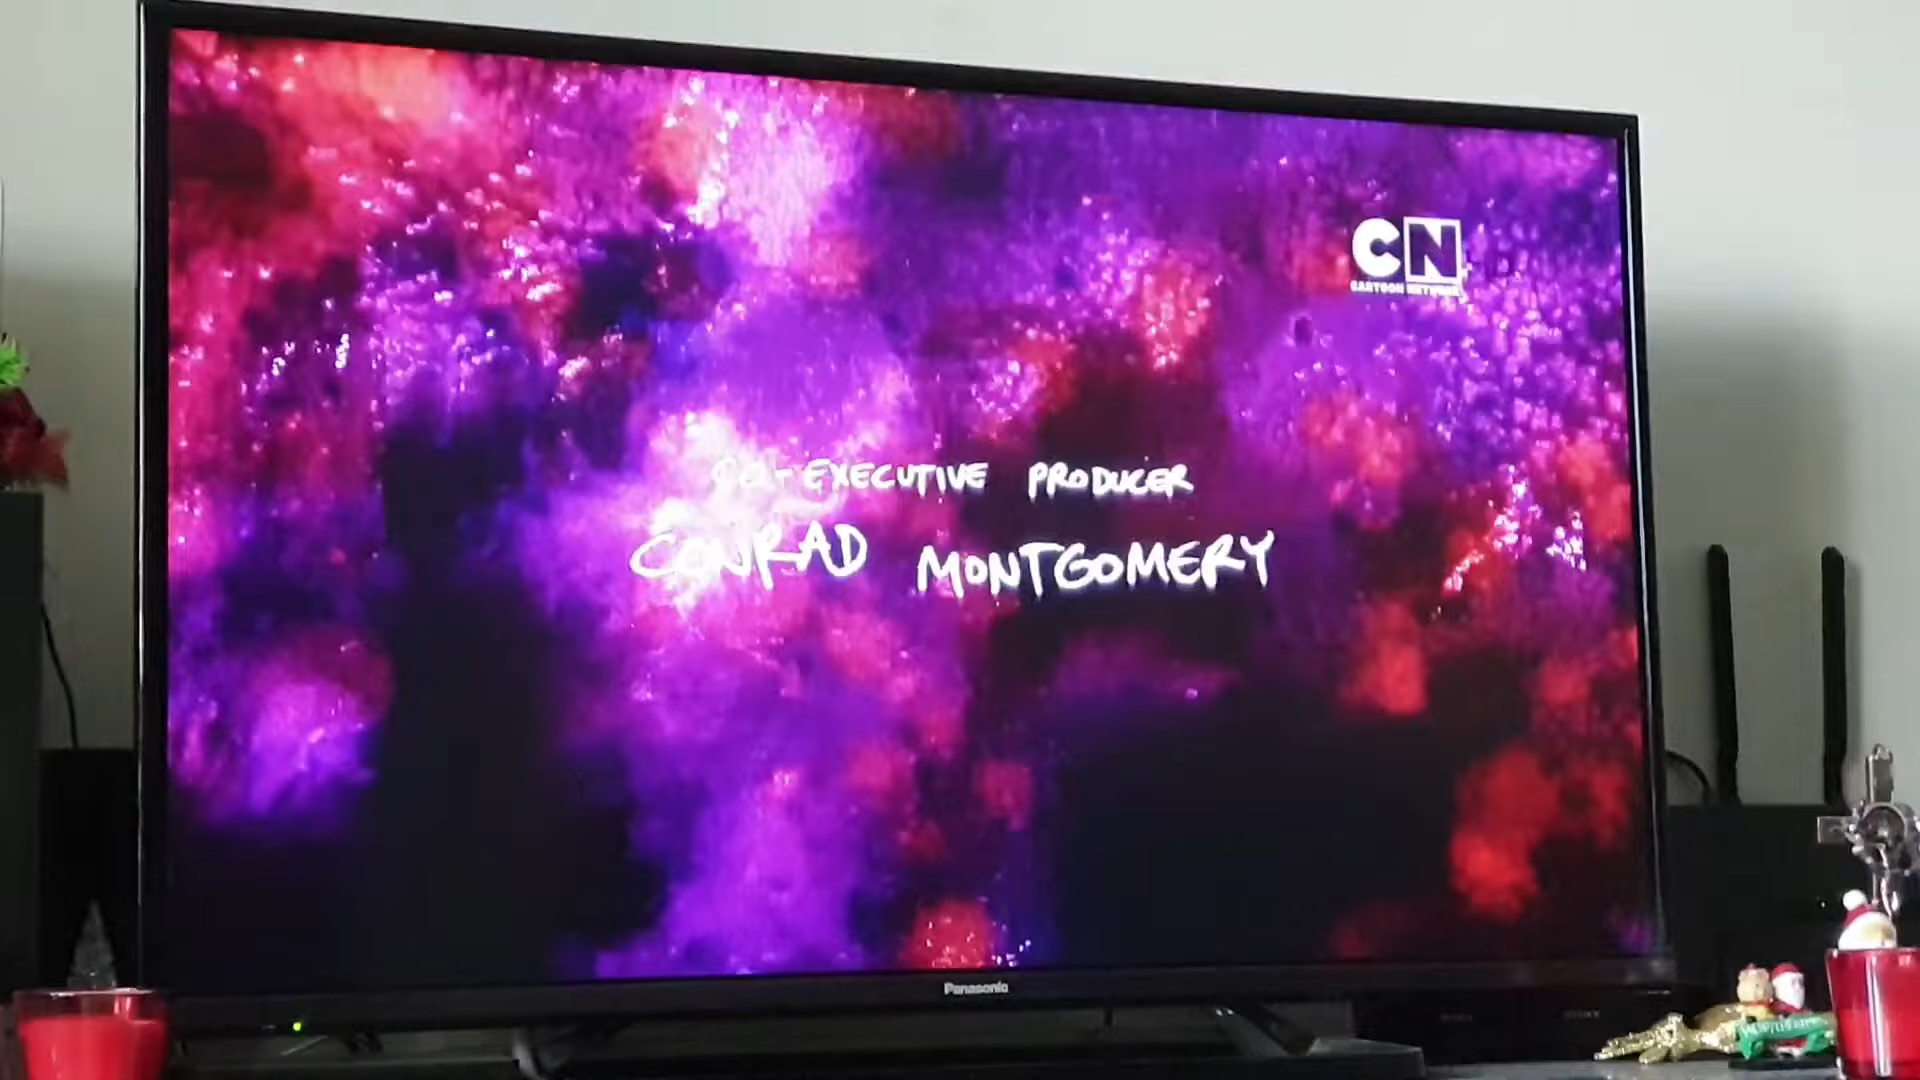 CN
CARTOON NETWORK
CO-EXECUTIVE PRODUCER
CONRAD MONTGOMERY
Panasonic